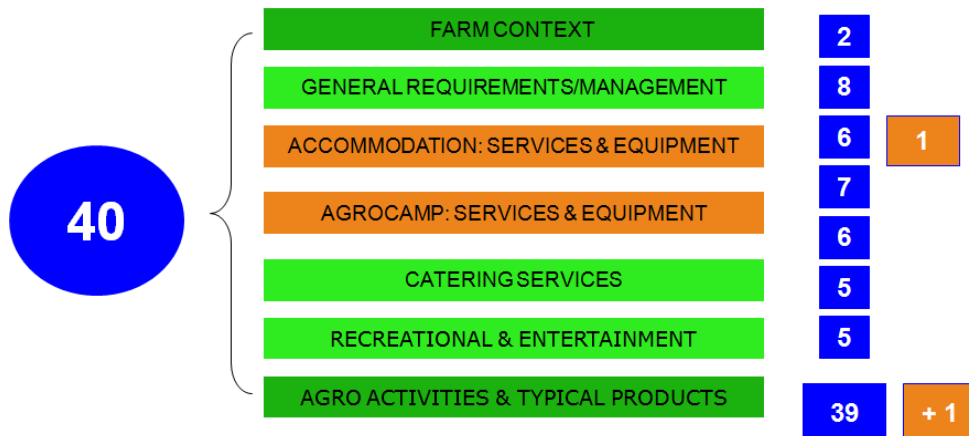 40
FARM CONTEXT
2
GENERAL REQUIREMENTS/MANAGEMENT
8
ACCOMMODATION: SERVICES & EQUIPMENT
6
1
7
AGROCAMP: SERVICES & EQUIPMENT
6
CATERING SERVICES
5
RECREATIONAL & ENTERTAINMENT
5
AGRO ACTIVITIES & TYPICAL PRODUCTS
39
+ 1